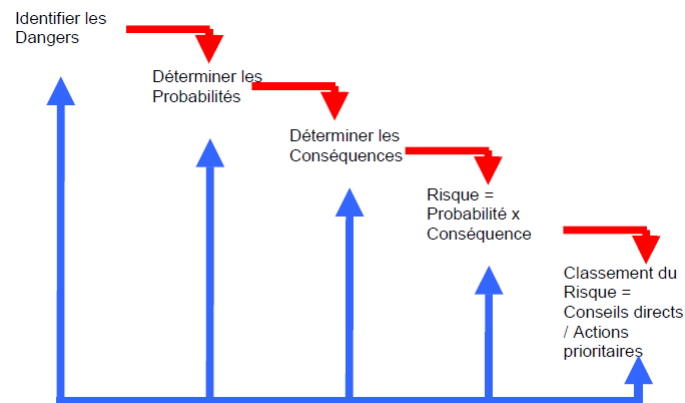 Identifier les
Dangers
Déterminer les
Probabilités
Déterminer les
Conséquences
Risque =
Probabilité x
Conséquence
Classement du
Risque =
Conseils directs
/ Actions
prioritaires